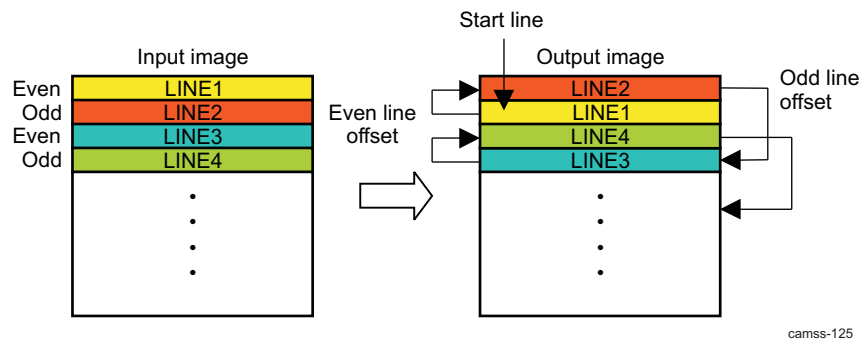 Start line
Input image
Output image
Even LINE1
Odd LINE2
Even LINE3
Odd LINE4
Even line
offset
LINE2
LINE1
LINE4
LINE3
Odd line
offset
camss-125